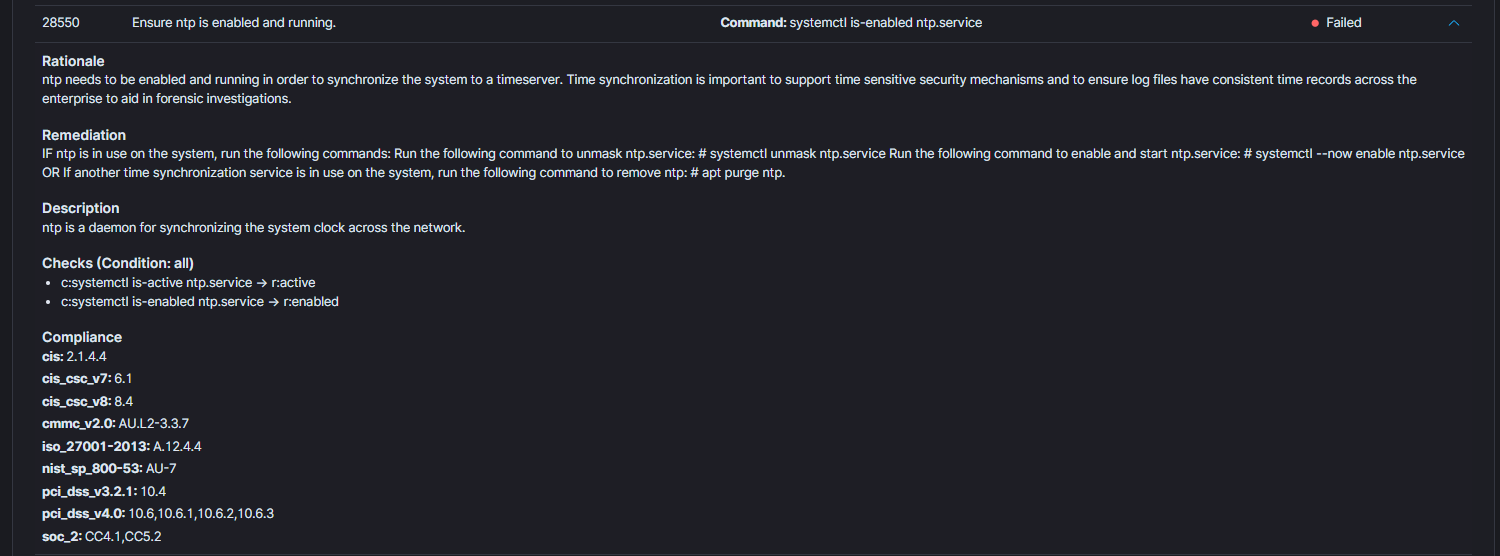 28550 Ensure ntp is enabled and running. Command: systemctl is-enabled ntp.service Failed
Rationale
ntp needs to be enabled and running in order to synchronize the system to a timeserver. Time synchronization is important to support time sensitive security mechanisms and to ensure log files have consistent time records across the
enterprise to aid in forensic investigations.
Remediation
IF ntp is in use on the system, run the following commands: Run the following command to unmask ntp.service: # systemctl unmask ntp.service Run the following command to enable and start ntp.service: # systemctl --now enable ntp.service
OR If another time synchronization service is in use on the system, run the following command to remove ntp: # apt purge ntp.
Description
ntp is a daemon for synchronizing the system clock across the network.
Checks (Condition: all)
• c:systemctl is-active ntp.service → r:active
• c:systemctl is-enabled ntp.service → r:enabled
Compliance
cis: 2.1.4.4
cis_csc_v7: 6.1
cis_csc_v8: 8.4
cmmc_v2.0: AU.L2-3.3.7
iso_27001-2013: A.12.4.4
nist_sp_800-53: AU-7
pci_dss_v3.2.1: 10.4
pci_dss_v4.0: 10.6,10.6.1,10.6.2,10.6.3
soc_2: CC4.1,CC5.2